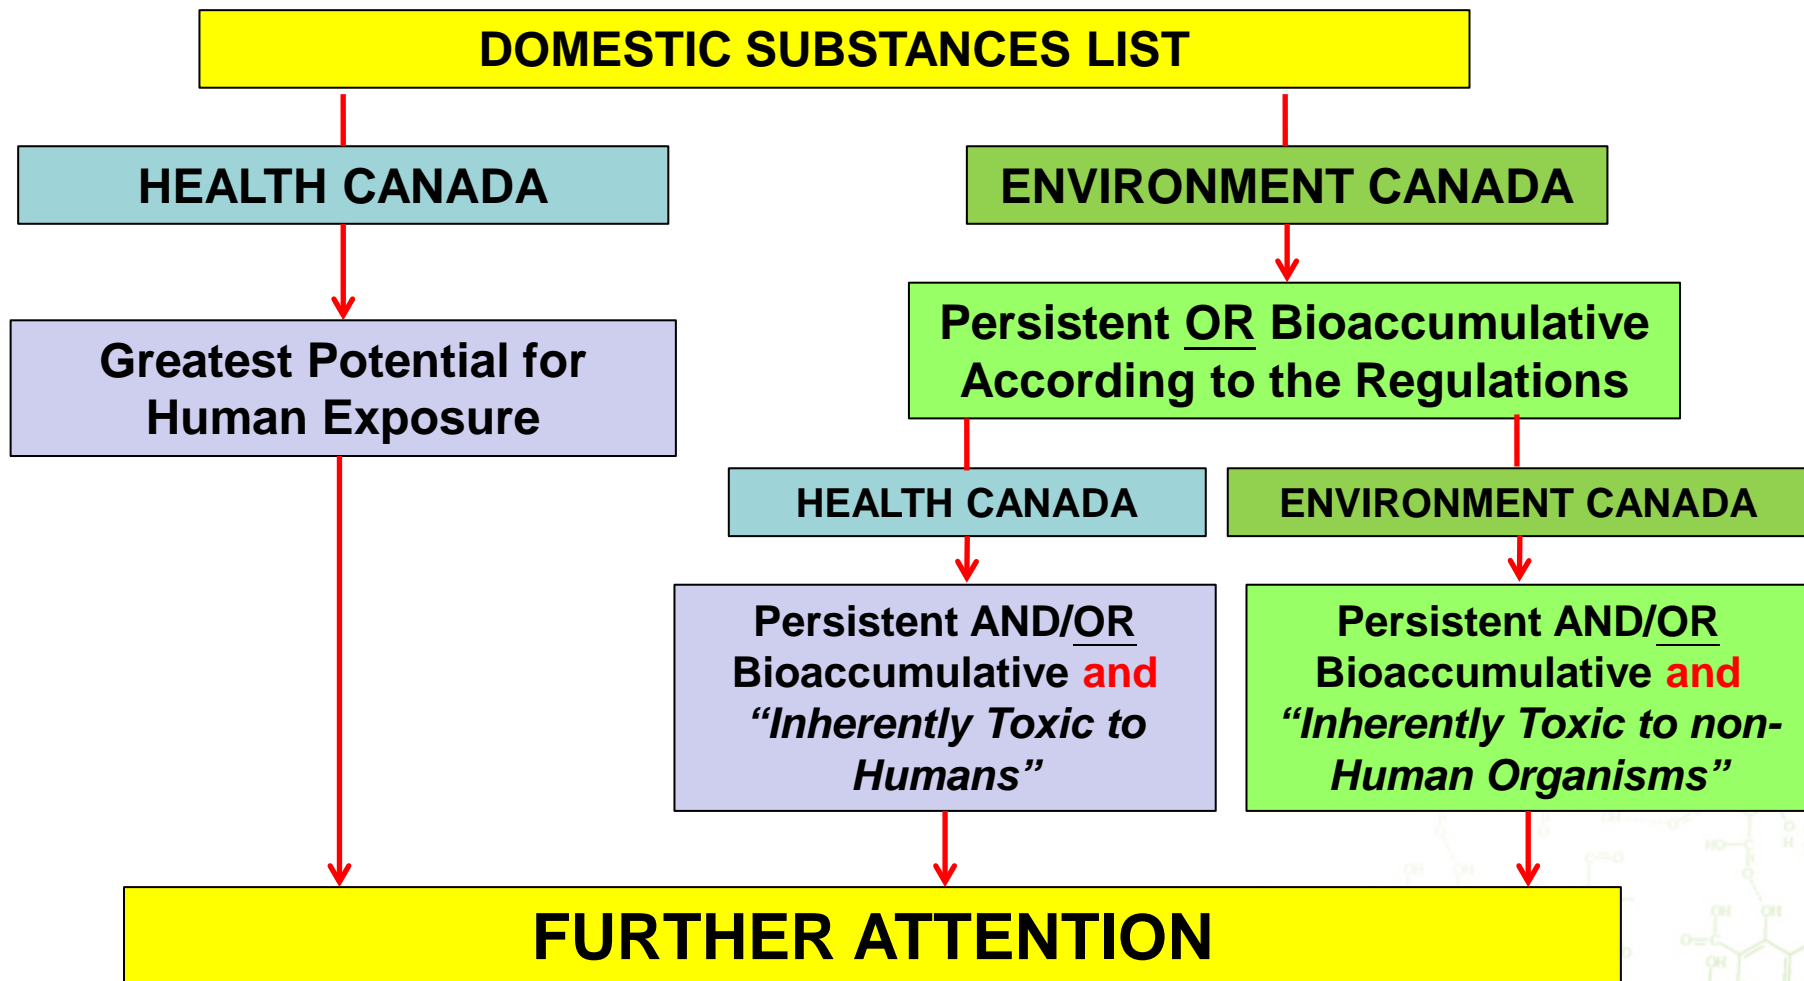 DOMESTIC SUBSTANCES LIST
HEALTH CANADA
ENVIRONMENT CANADA
Greatest Potential for
Human Exposure
Persistent OR Bioaccumulative
According to the Regulations
HEALTH CANADA
ENVIRONMENT CANADA
Persistent AND/OR
Bioaccumulative and
“Inherently Toxic to
Humans”
Persistent AND/OR
Bioaccumulative and
“Inherently Toxic to non-
Human Organisms”
FURTHER ATTENTION